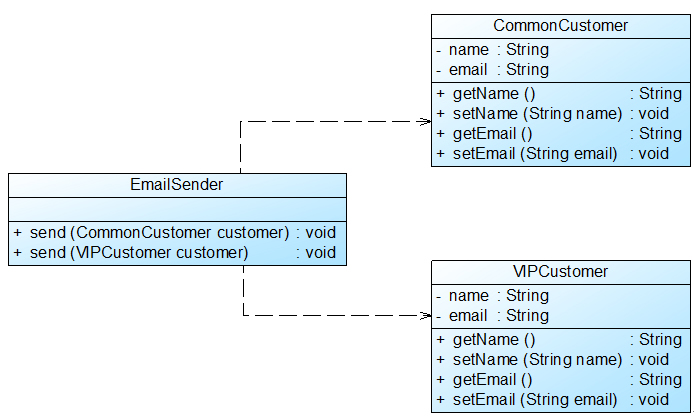 CommonCustomer
- name : String
- email : String
+ getName () : String
+ setName (String name) : void
+ getEmail () : String
+ setEmail (String email) : void
EmailSender
+ send (CommonCustomer customer) : void
+ send (VIPCustomer customer) : void
VIPCustomer
- name : String
- email : String
+ getName () : String
+ setName (String name) : void
+ getEmail () : String
+ setEmail (String email) : void